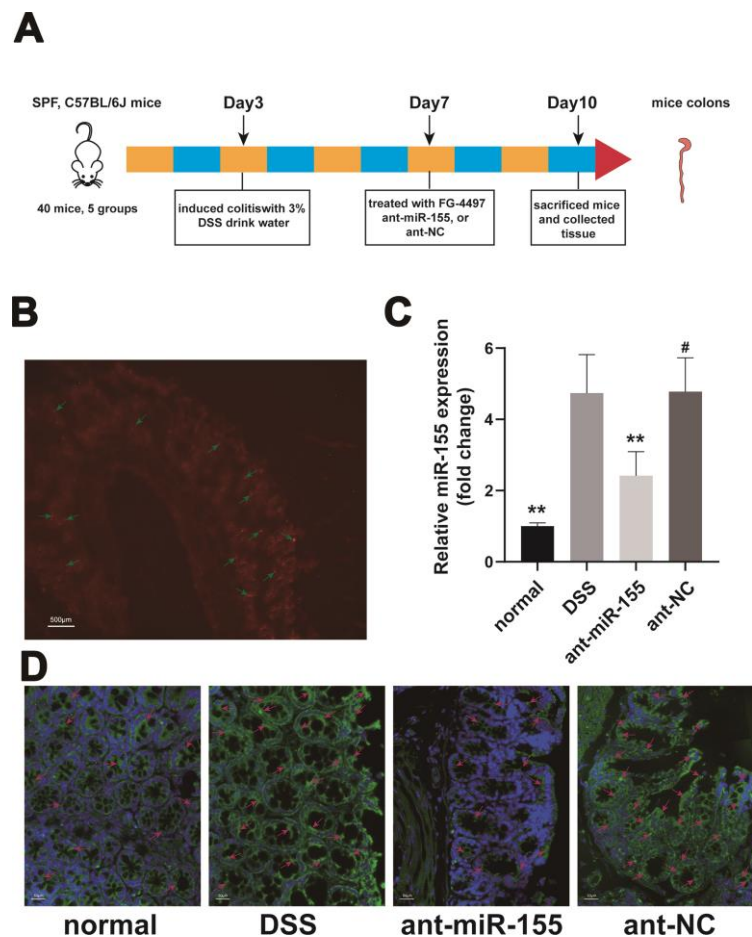 A
SPF, C57BL/6J mice
Day3
Day7
Day10
mice colons
40 mice, 5 groups
induced colitiswith 3%
DSS drink water
treated with FG-4497
ant-miR-155, or
ant-NC
sacrificed mice
and collected
tissue
B
500μm
C
Relative miR-155 expression
(fold change)
6
4
2
0
**
**
#
normal
DSS
ant-miR-155
ant-NC
D
normal
DSS
ant-miR-155
ant-NC